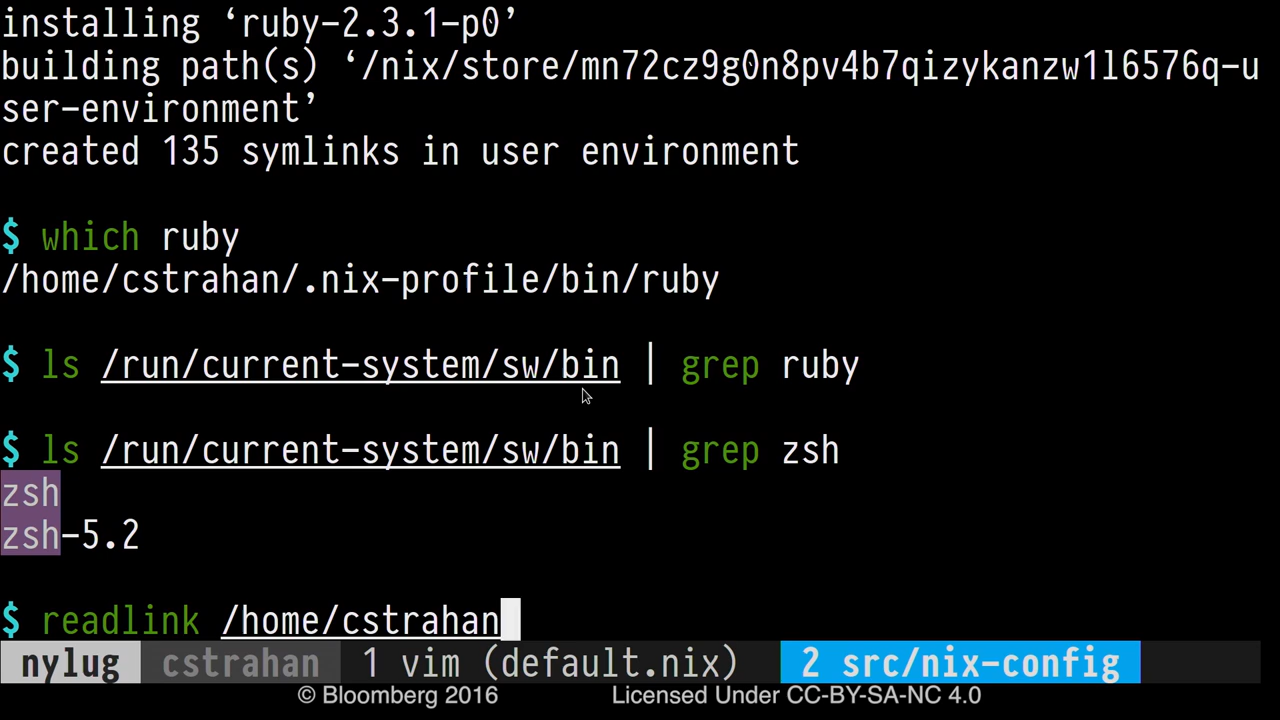 installing ‘ruby-2.3.1-p0’
building path(s) ‘/nix/store/mn72cz9g0n8pv4b7qizykanzw1l6576q-u
ser-environment’
created 135 symlinks in user environment
$ which ruby
/home/cstrahan/.nix-profile/bin/ruby
$ ls /run/current-system/sw/bin | grep ruby
$ ls /run/current-system/sw/bin | grep zsh
zsh
zsh-5.2
$ readlink /home/cstrahan
nylug cstrahan 1 vim (default.nix) 2 src/nix-config
© Bloomberg 2016 Licensed Under CC-BY-SA-NC 4.0